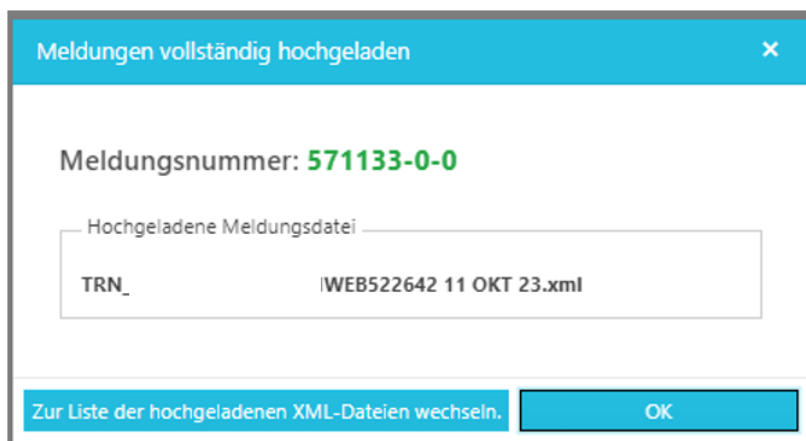 Meldungen vollständig hochgeladen ×
Meldungsnummer: 571133-0-0
Hochgeladene Meldungsdatei
TRN_ WEB522642 11 OKT 23.xml
Zur Liste der hochgeladenen XML-Dateien wechseln. OK